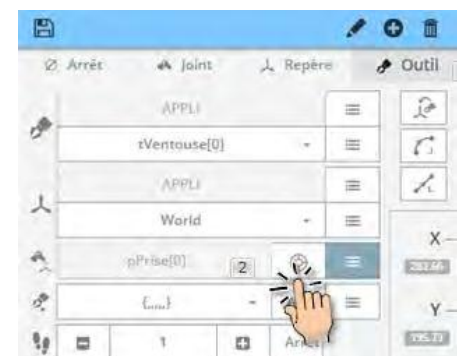 Arrêt Joint Repère Outil
APPLI
tVentouse[0]
APPLI
World
X
pPrise[0] 2
{.....}
Y
1 Arrêt